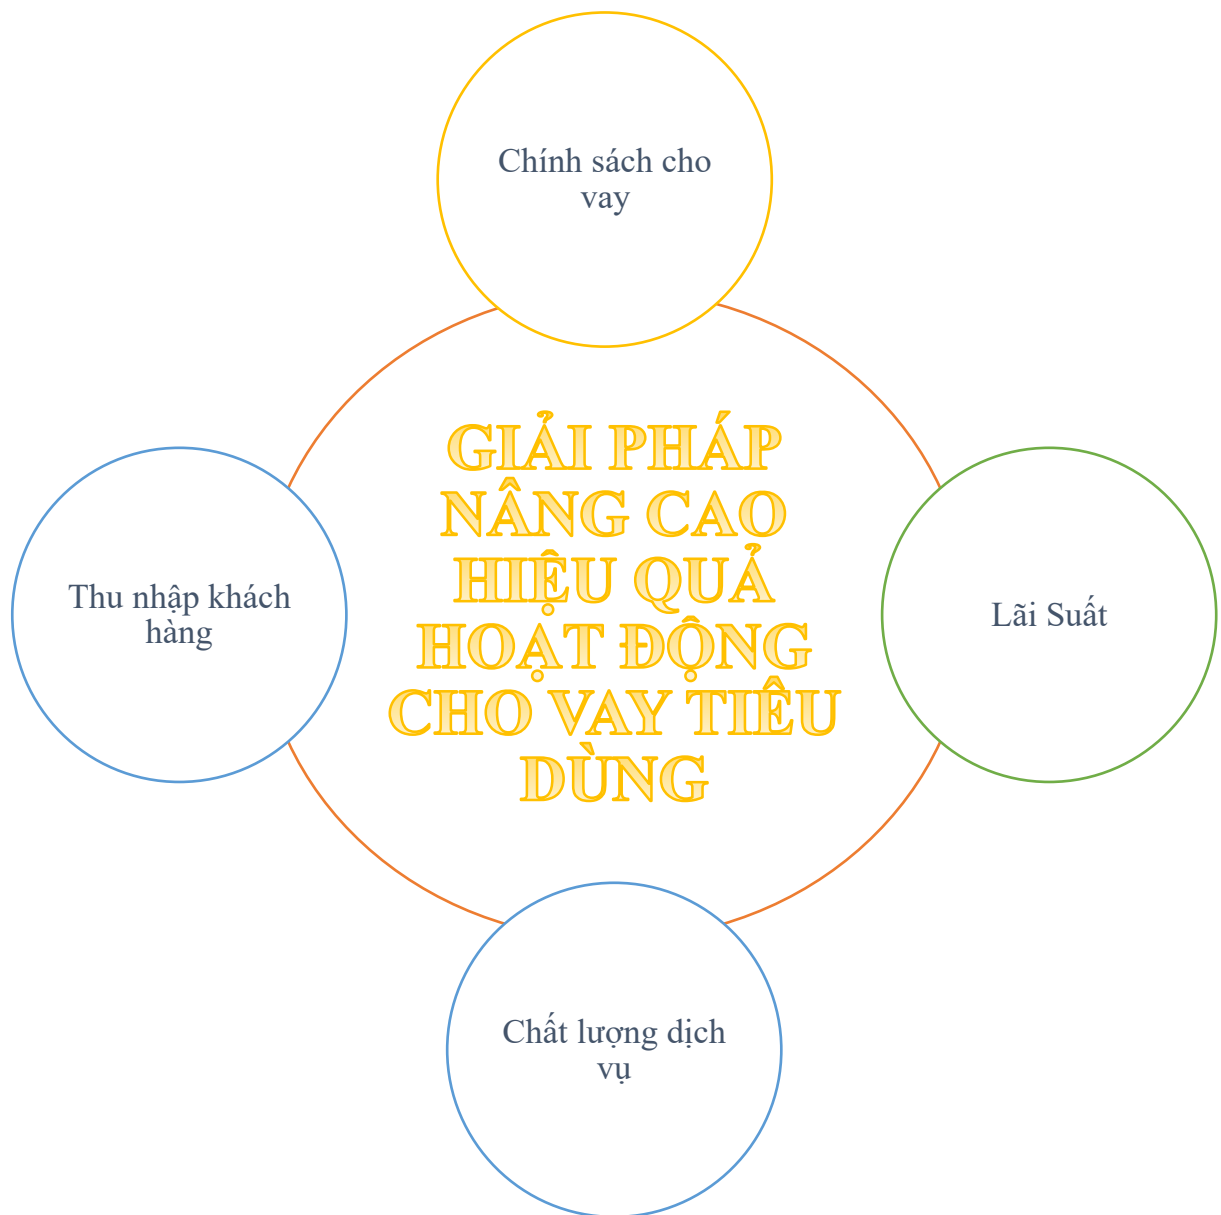 Chính sách cho
vay
GIẢI PHÁP
NÂNG CAO
HIỆU QUẢ
HOẠT ĐỘNG
CHO VAY TIÊU
DÙNG
Thu nhập khách
hàng
Lãi Suất
Chất lượng dịch
vụ